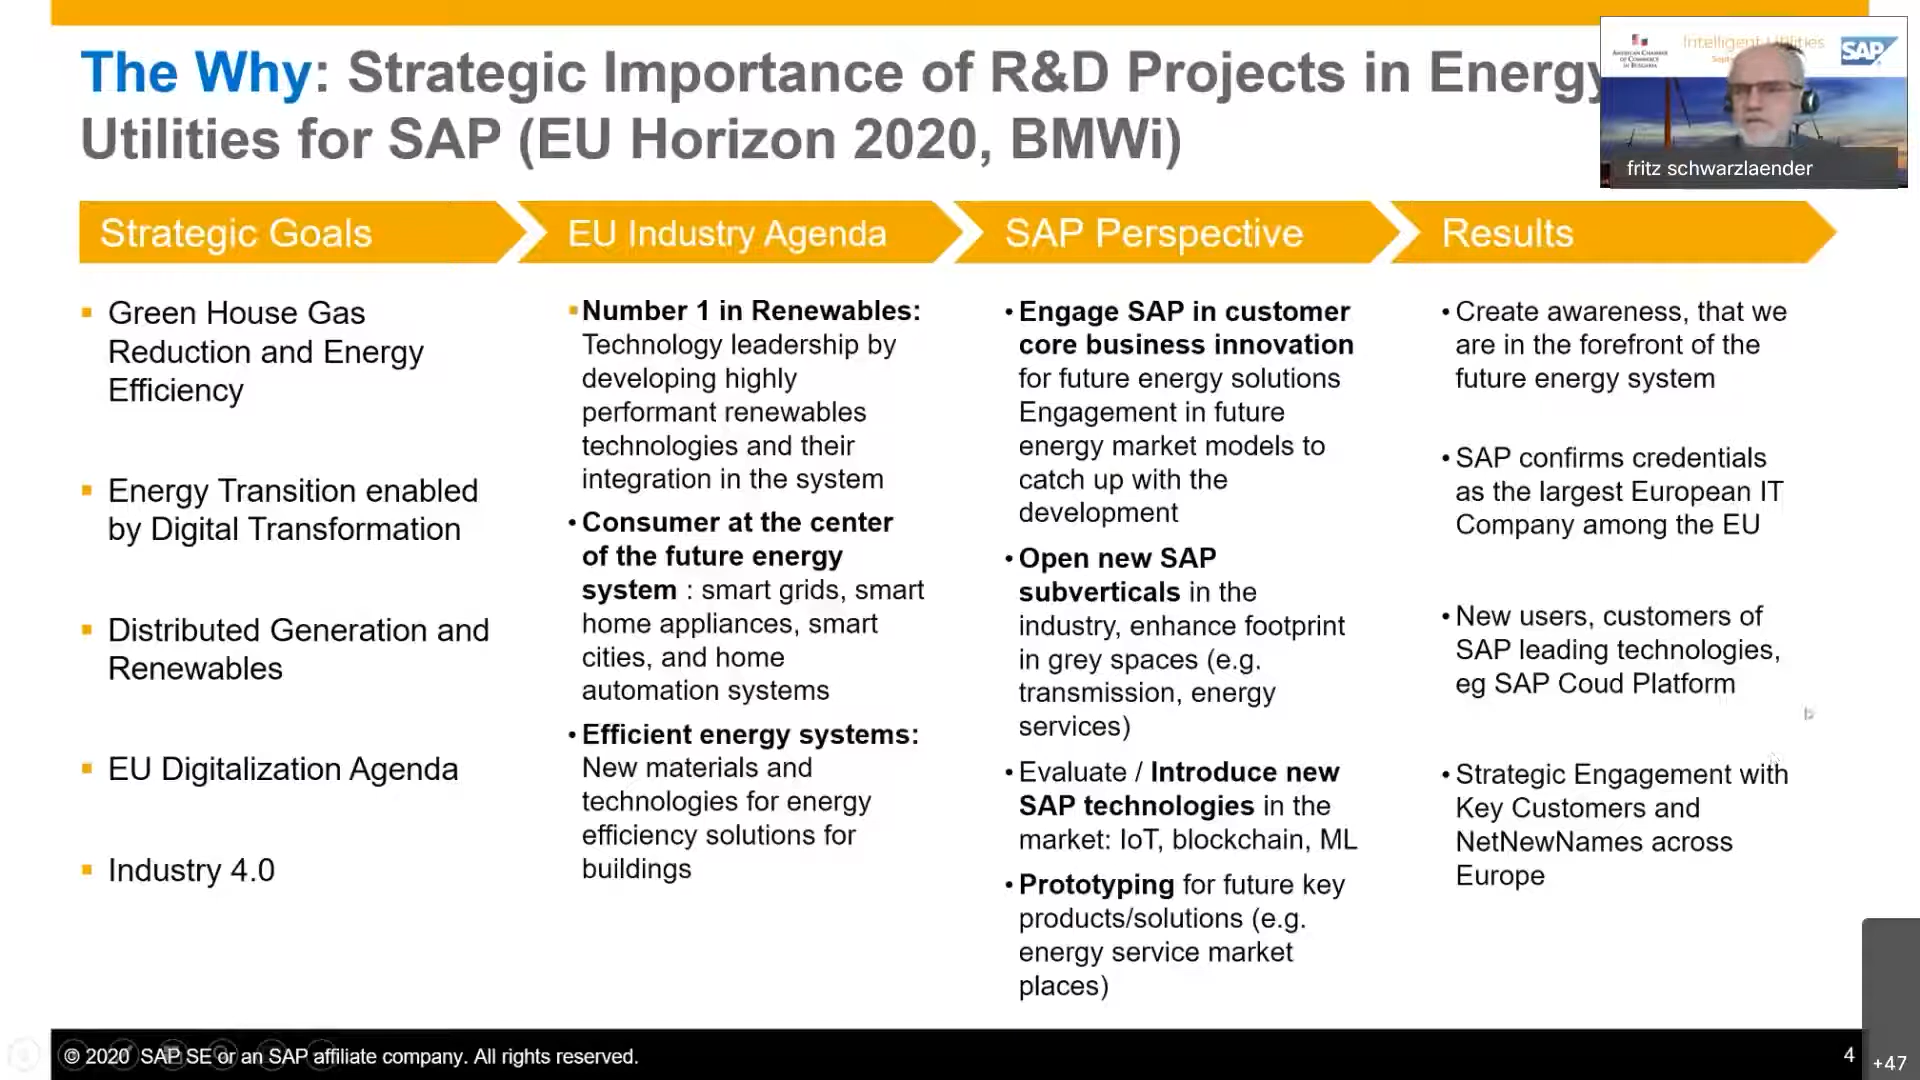 The Why: Strategic Importance of R&D Projects in Energy
Utilities for SAP (EU Horizon 2020, BMWi)
AMERICAN CHAMBER
OF COMMERCE
IN BULGARIA
Intelligent Utilities
SAP
fritz schwarzlaender
Strategic Goals
EU Industry Agenda
SAP Perspective
Results
Green House Gas
Reduction and Energy
Efficiency
Energy Transition enabled
by Digital Transformation
Distributed Generation and
Renewables
EU Digitalization Agenda
Industry 4.0
Number 1 in Renewables:
Technology leadership by
developing highly
performant renewables
technologies and their
integration in the system
• Consumer at the center
of the future energy
system : smart grids, smart
home appliances, smart
cities, and home
automation systems
• Efficient energy systems:
New materials and
technologies for energy
efficiency solutions for
buildings
• Engage SAP in customer
core business innovation
for future energy solutions
Engagement in future
energy market models to
catch up with the
development
• Open new SAP
subverticals in the
industry, enhance footprint
in grey spaces (e.g.
transmission, energy
services)
• Evaluate / Introduce new
SAP technologies in the
market: IoT, blockchain, ML
• Prototyping for future key
products/solutions (e.g.
energy service market
places)
• Create awareness, that we
are in the forefront of the
future energy system
• SAP confirms credentials
as the largest European IT
Company among the EU
• New users, customers of
SAP leading technologies,
eg SAP Coud Platform
• Strategic Engagement with
Key Customers and
NetNewNames across
Europe
© 2020 SAP SE or an SAP affiliate company. All rights reserved.
4
+47